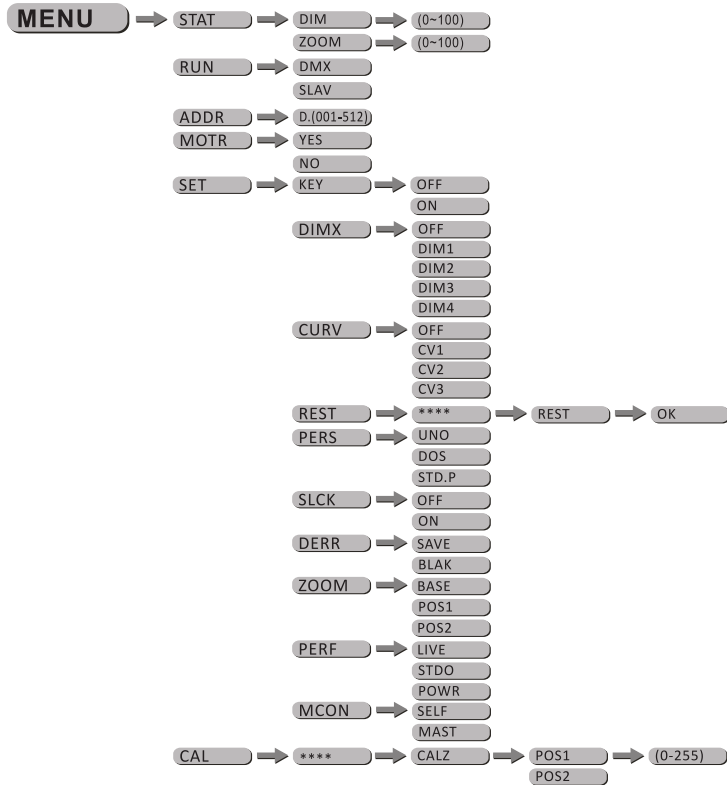 MENU STAT DIM (0~100)
ZOOM (0~100)
RUN DMX
SLAV
ADDR D.(001-512)
MOTR YES
NO
SET KEY OFF
ON
DIMX OFF
DIM1
DIM2
DIM3
DIM4
CURV OFF
CV1
CV2
CV3
REST **** REST OK
PERS UNO
DOS
STD.P
SLCK OFF
ON
DERR SAVE
BLAK
ZOOM BASE
POS1
POS2
PERF LIVE
STDO
POWR
MCON SELF
MAST
CAL **** CALZ POS1 (0-255)
POS2